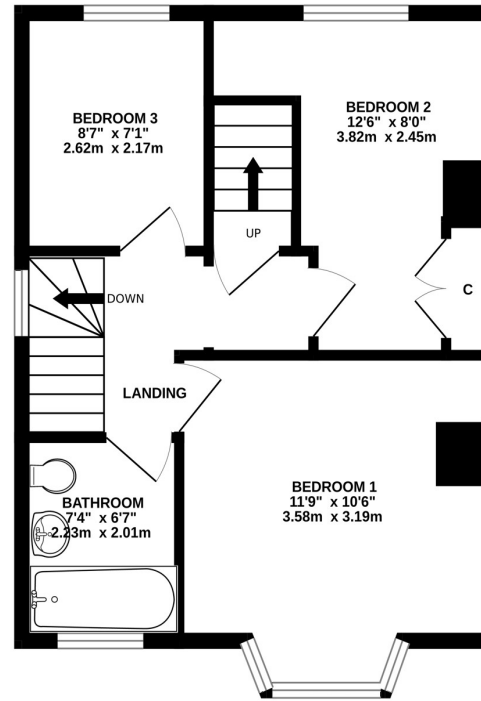 BEDROOM 3
8'7" x 7'1"
2.62m x 2.17m
BEDROOM 2
12'6" x 8'0"
3.82m x 2.45m
UP
C
DOWN
LANDING
BEDROOM 1
11'9" x 10'6"
3.58m x 3.19m
BATHROOM
7'4" x 6'7"
2.23m x 2.01m